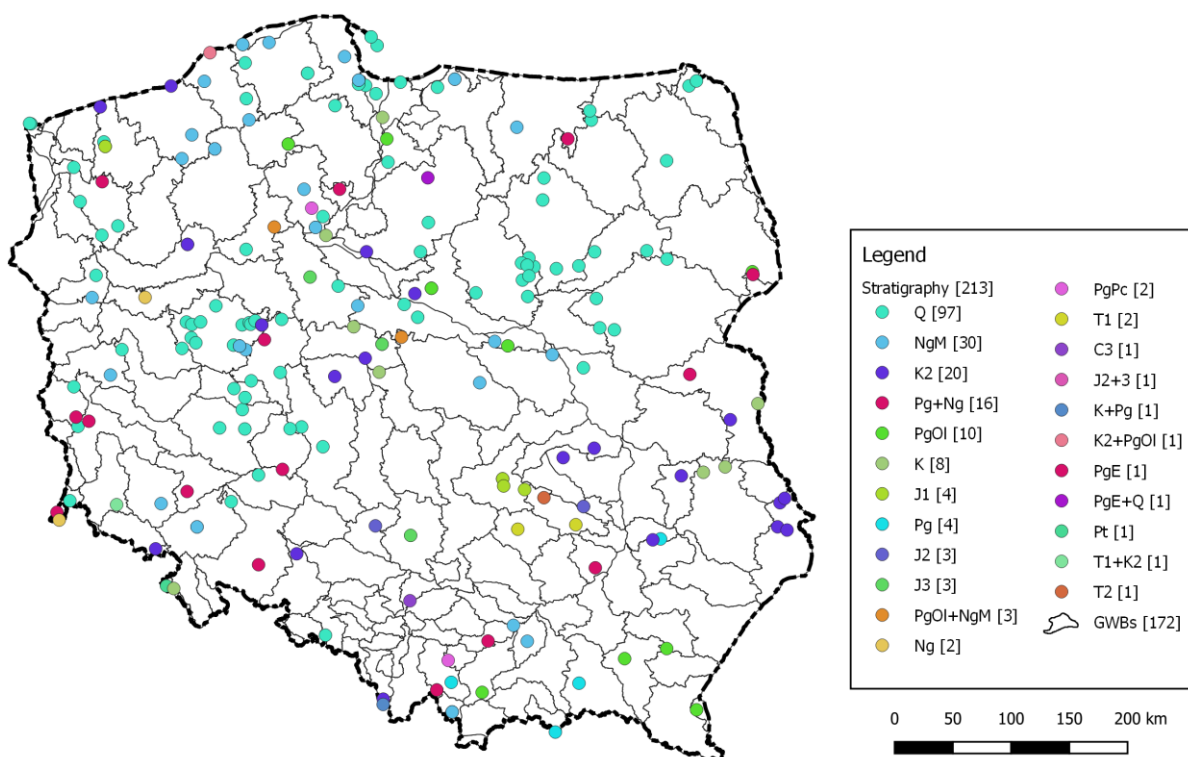 Legend
Stratigraphy [213]
Q [97]
NgM [30]
K2 [20]
Pg+Ng [16]
PgOl [10]
K [8]
J1 [4]
Pg [4]
J2 [3]
J3 [3]
PgOl+NgM [3]
Ng [2]
PgPc [2]
T1 [2]
C3 [1]
J2+3 [1]
K+Pg [1]
K2+PgOl [1]
PgE [1]
PgE+Q [1]
Pt [1]
T1+K2 [1]
T2 [1]
GWBs [172]
0 50 100 150 200 km